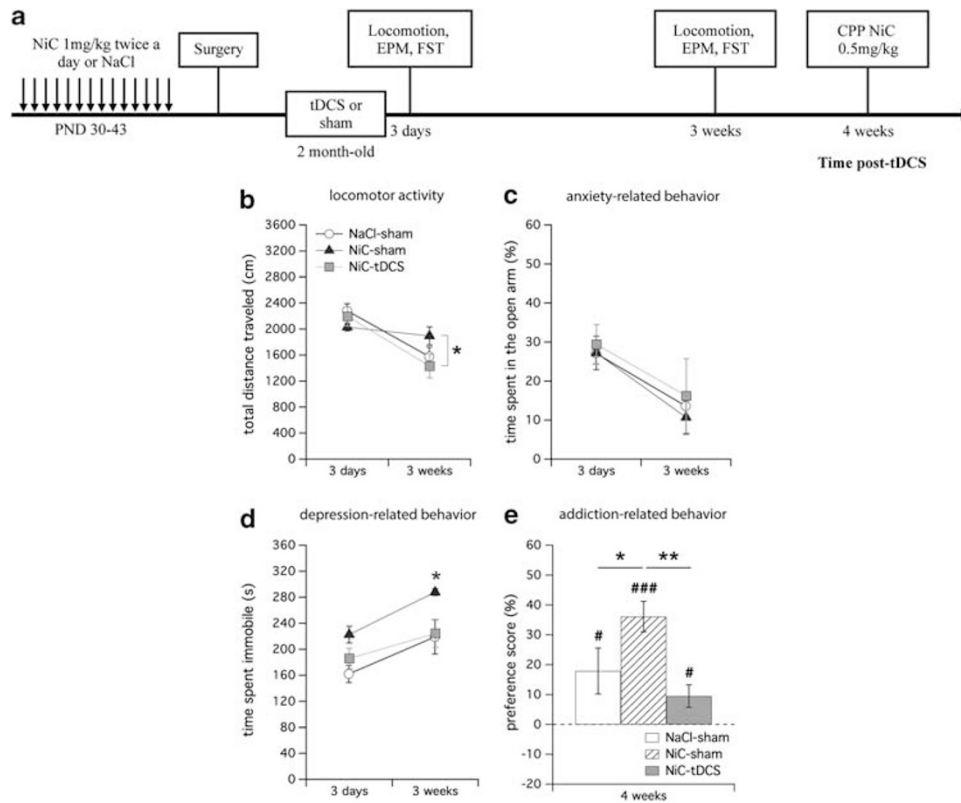 a
NiC 1mg/kg twice a
day or NaCl
Surgery
Locomotion,
EPM, FST
Locomotion,
EPM, FST
CPP NiC
0.5mg/kg
PND 30-43
tDCS or
sham
2 month-old
3 days
3 weeks
4 weeks
Time post-tDCS
b
locomotor activity
total distance traveled (cm)
3600
3200
2800
2400
2000
1600
1200
800
400
0
NaCl-sham
NiC-sham
NiC-tDCS
*
3 days
3 weeks
c
anxiety-related behavior
time spent in the open arm (%)
60
50
40
30
20
10
0
3 days
3 weeks
d
depression-related behavior
time spent immobile (s)
360
320
280
240
200
160
120
80
40
0
*
3 days
3 weeks
e
addiction-related behavior
preference score (%)
60
50
40
30
20
10
0
-10
-20
*
**
#
###
#
NaCl-sham
NiC-sham
NiC-tDCS
4 weeks